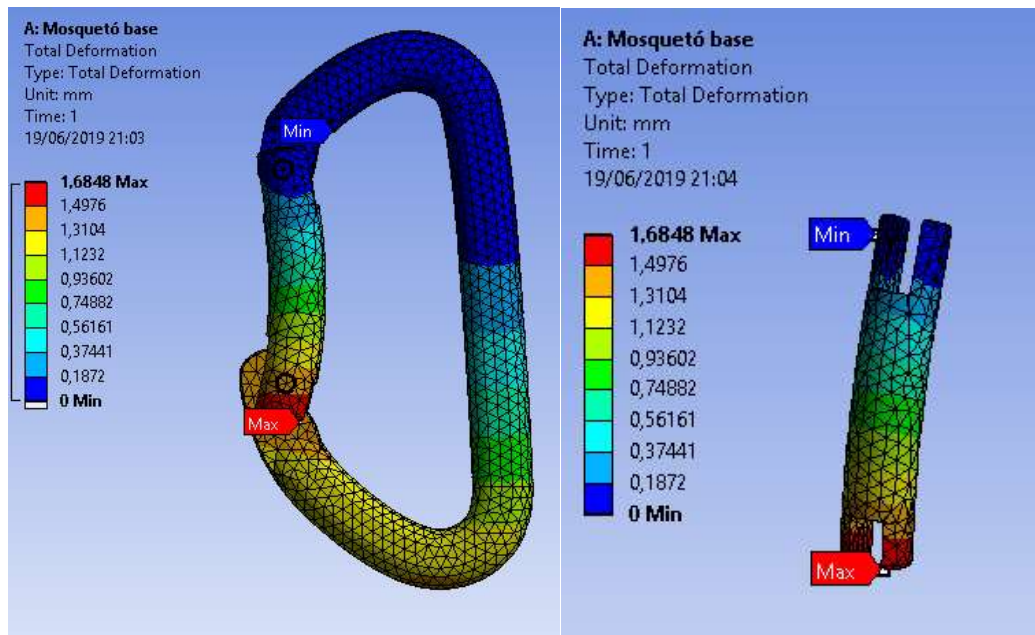 A: Mosquetó base
Total Deformation
Type: Total Deformation
Unit: mm
Time: 1
19/06/2019 21:03
1,6848 Max
1,4976
1,3104
1,1232
0,93602
0,74882
0,56161
0,37441
0,1872
0 Min
Min
Max
A: Mosquetó base
Total Deformation
Type: Total Deformation
Unit: mm
Time: 1
19/06/2019 21:04
1,6848 Max
1,4976
1,3104
1,1232
0,93602
0,74882
0,56161
0,37441
0,1872
0 Min
Min
Max